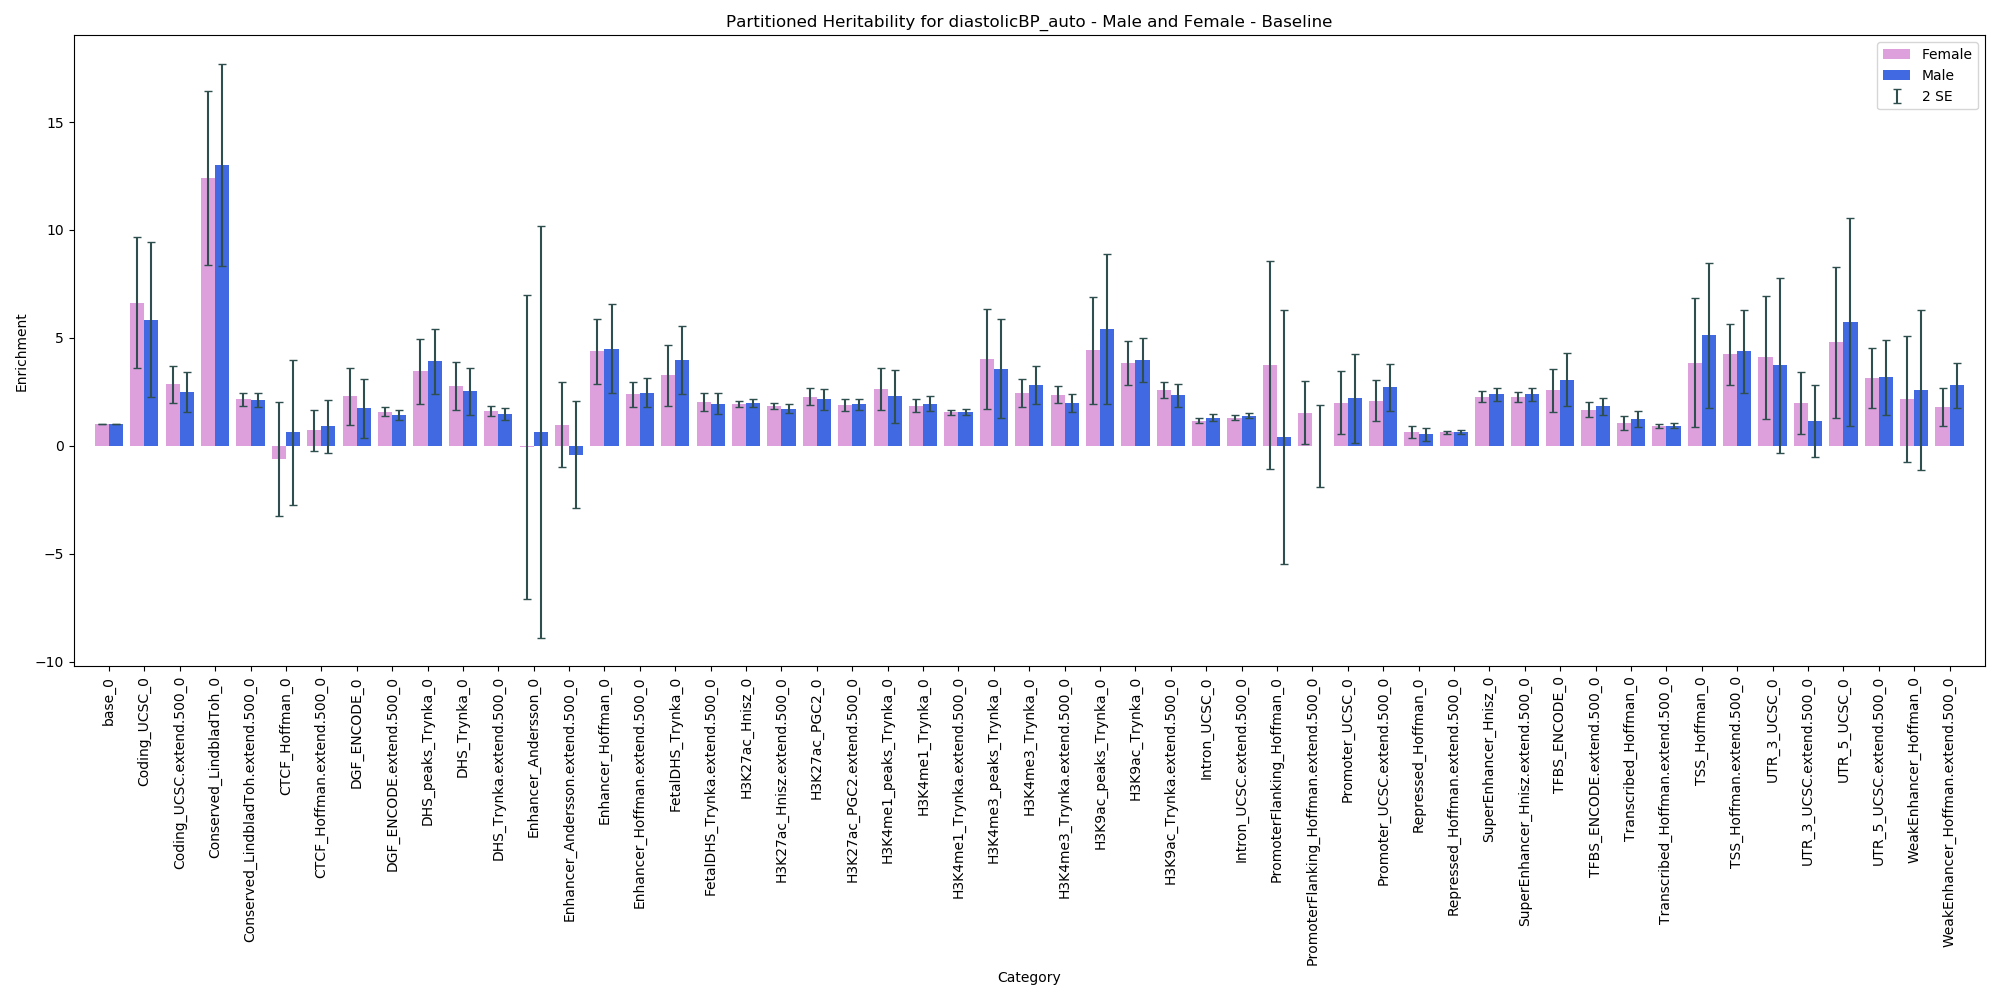 Partitioned Heritability for diastolicBP_auto - Male and Female - Baseline
Female
Male
2 SE
Enrichment
15
10
5
0
−5
−10
base_0
Coding_UCSC_0
Coding_UCSC.extend.500_0
Conserved_LindbladToh_0
Conserved_LindbladToh.extend.500_0
CTCF_Hoffman_0
CTCF_Hoffman.extend.500_0
DGF_ENCODE_0
DGF_ENCODE.extend.500_0
DHS_peaks_Trynka_0
DHS_Trynka_0
DHS_Trynka.extend.500_0
Enhancer_Andersson_0
Enhancer_Andersson.extend.500_0
Enhancer_Hoffman_0
Enhancer_Hoffman.extend.500_0
FetalDHS_Trynka_0
FetalDHS_Trynka.extend.500_0
H3K27ac_Hnisz_0
H3K27ac_Hnisz.extend.500_0
H3K27ac_PGC2_0
H3K27ac_PGC2.extend.500_0
H3K4me1_peaks_Trynka_0
H3K4me1_Trynka_0
H3K4me1_Trynka.extend.500_0
H3K4me3_peaks_Trynka_0
H3K4me3_Trynka_0
H3K4me3_Trynka.extend.500_0
H3K9ac_peaks_Trynka_0
H3K9ac_Trynka_0
H3K9ac_Trynka.extend.500_0
Intron_UCSC_0
Intron_UCSC.extend.500_0
PromoterFlanking_Hoffman_0
PromoterFlanking_Hoffman.extend.500_0
Promoter_UCSC_0
Promoter_UCSC.extend.500_0
Repressed_Hoffman_0
Repressed_Hoffman.extend.500_0
SuperEnhancer_Hnisz_0
SuperEnhancer_Hnisz.extend.500_0
TFBS_ENCODE_0
TFBS_ENCODE.extend.500_0
Transcribed_Hoffman_0
Transcribed_Hoffman.extend.500_0
TSS_Hoffman_0
TSS_Hoffman.extend.500_0
UTR_3_UCSC_0
UTR_3_UCSC.extend.500_0
UTR_5_UCSC_0
UTR_5_UCSC.extend.500_0
WeakEnhancer_Hoffman_0
WeakEnhancer_Hoffman.extend.500_0
Category